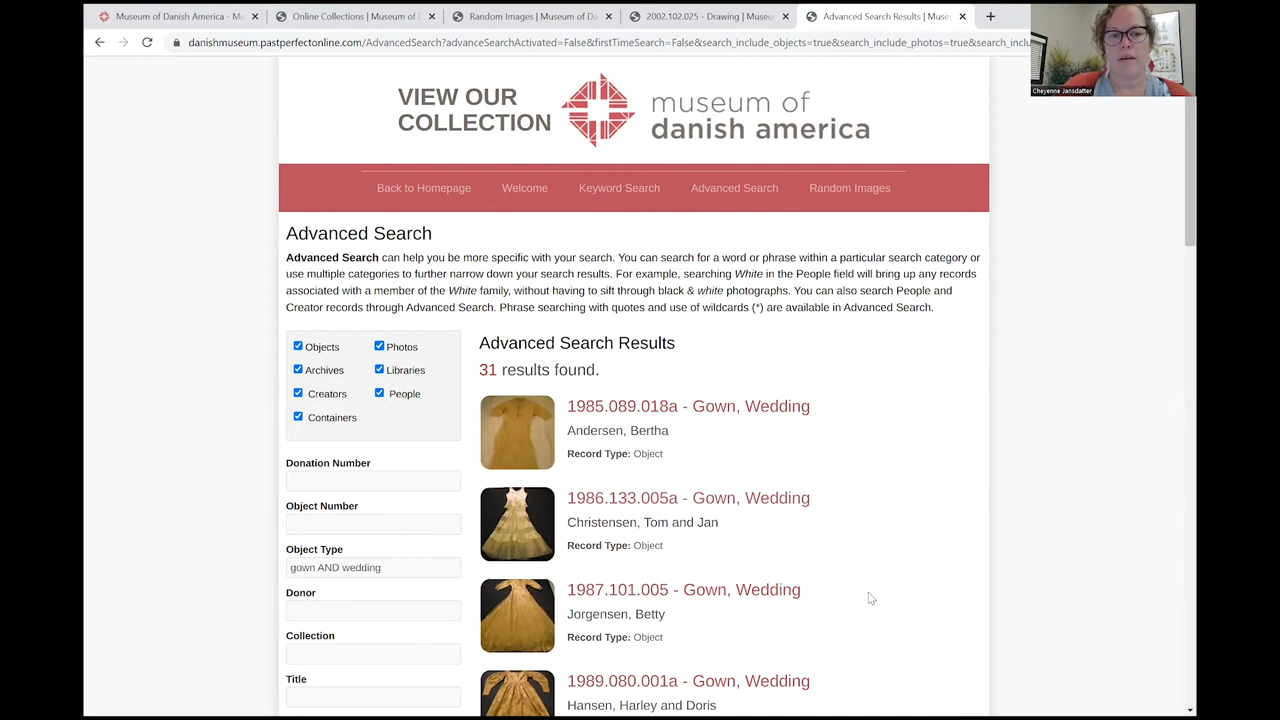 Museum of Danish America - Mu
Online Collections | Museum of
Random Images | Museum of Da
2002.102.025 - Drawing | Museu
Advanced Search Results | Muse
danishmuseum.pastperfectonline.com/AdvancedSearch?advanceSearchActivated=False&firstTimeSearch=False&search_include_objects=true&search_include_photos=true&search_inclu
Cheyenne Jansdatter
VIEW OUR
COLLECTION
museum of
danish america
Back to Homepage
Welcome
Keyword Search
Advanced Search
Random Images
Advanced Search
Advanced Search can help you be more specific with your search. You can search for a word or phrase within a particular search category or
use multiple categories to further narrow down your search results. For example, searching White in the People field will bring up any records
associated with a member of the White family, without having to sift through black & white photographs. You can also search People and
Creator records through Advanced Search. Phrase searching with quotes and use of wildcards (*) are available in Advanced Search.
Objects
Photos
Archives
Libraries
Creators
People
Containers
Donation Number
Object Number
Object Type
gown AND wedding
Donor
Collection
Title
Advanced Search Results
31 results found.
1985.089.018a - Gown, Wedding
Andersen, Bertha
Record Type: Object
1986.133.005a - Gown, Wedding
Christensen, Tom and Jan
Record Type: Object
1987.101.005 - Gown, Wedding
Jorgensen, Betty
Record Type: Object
1989.080.001a - Gown, Wedding
Hansen, Harley and Doris